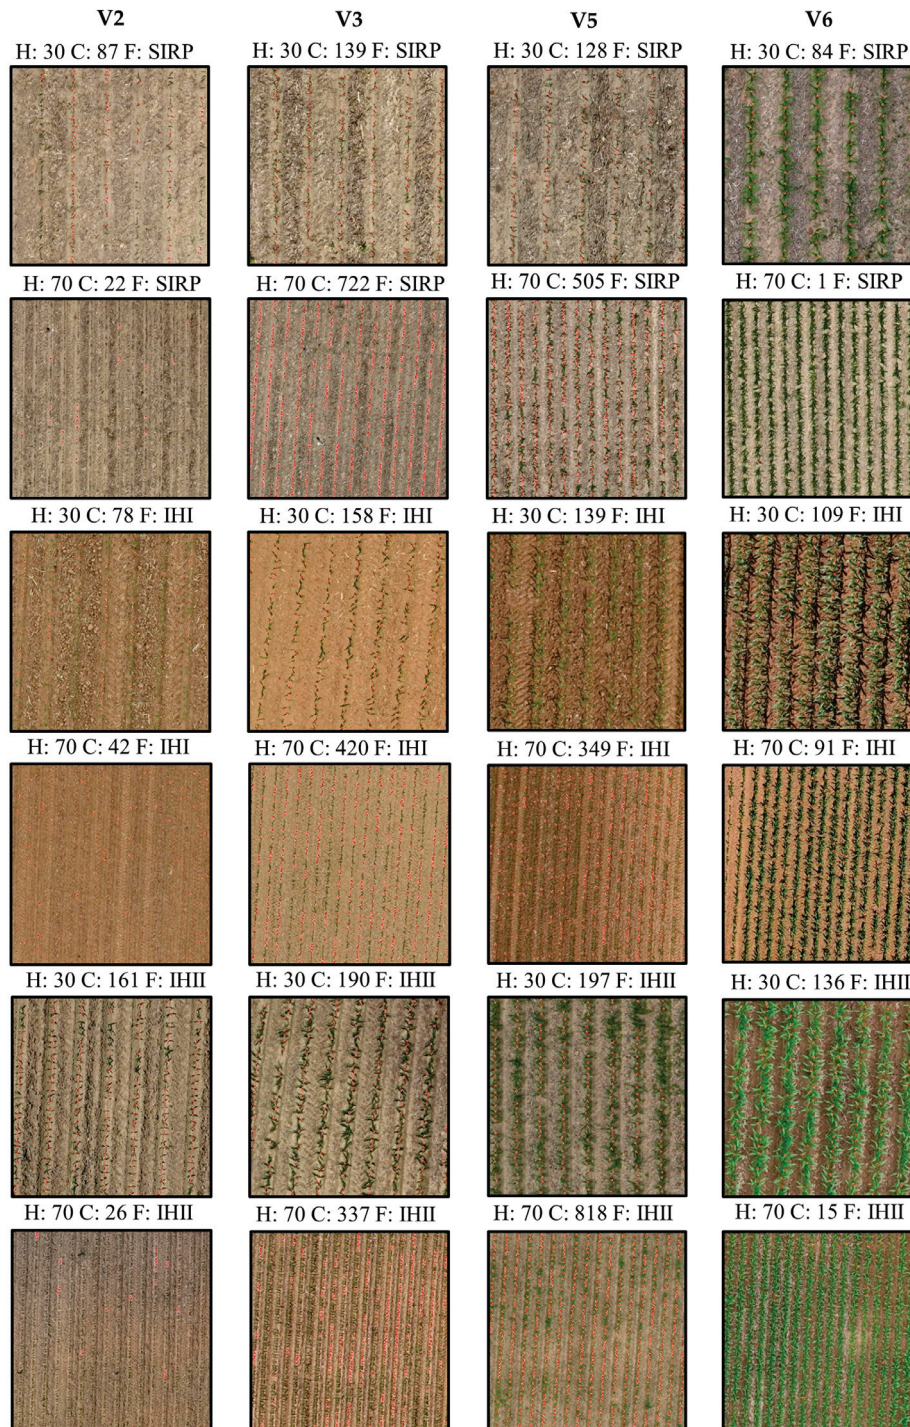 V2 V3 V5 V6
H: 30 C: 87 F: SIRP H: 30 C: 139 F: SIRP H: 30 C: 128 F: SIRP H: 30 C: 84 F: SIRP
H: 70 C: 22 F: SIRP H: 70 C: 722 F: SIRP H: 70 C: 505 F: SIRP H: 70 C: 1 F: SIRP
H: 30 C: 78 F: IHI H: 30 C: 158 F: IHI H: 30 C: 139 F: IHI H: 30 C: 109 F: IHI
H: 70 C: 42 F: IHI H: 70 C: 420 F: IHI H: 70 C: 349 F: IHI H: 70 C: 91 F: IHI
H: 30 C: 161 F: IHII H: 30 C: 190 F: IHII H: 30 C: 197 F: IHII H: 30 C: 136 F: IHII
H: 70 C: 26 F: IHII H: 70 C: 337 F: IHII H: 70 C: 818 F: IHII H: 70 C: 15 F: IHII